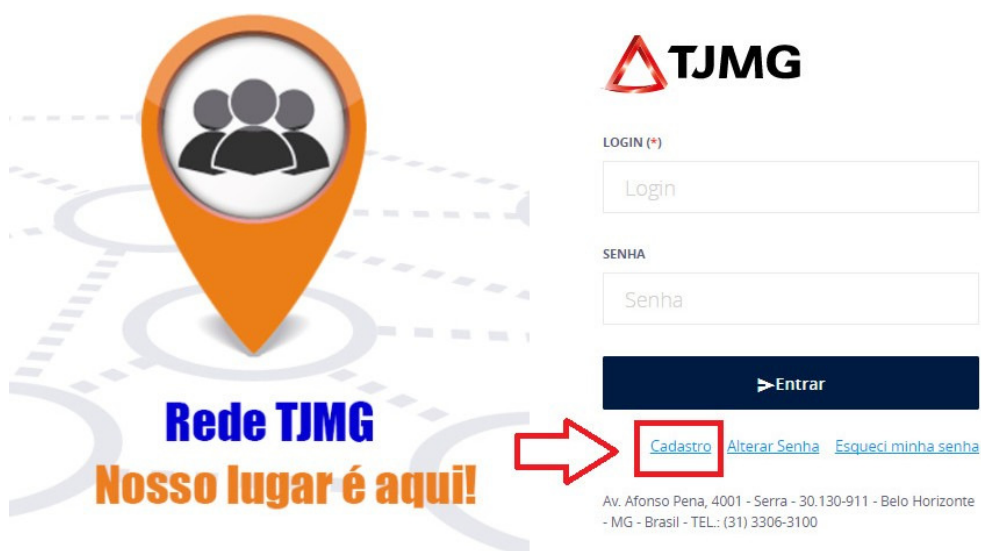 Rede TJMG
Nosso lugar é aqui!
TJMG
LOGIN (*)
Login
SENHA
Senha
Entrar
Cadastro Alterar Senha Esqueci minha senha
Av. Afonso Pena, 4001 - Serra - 30.130-911 - Belo Horizonte
- MG - Brasil - TEL.: (31) 3306-3100